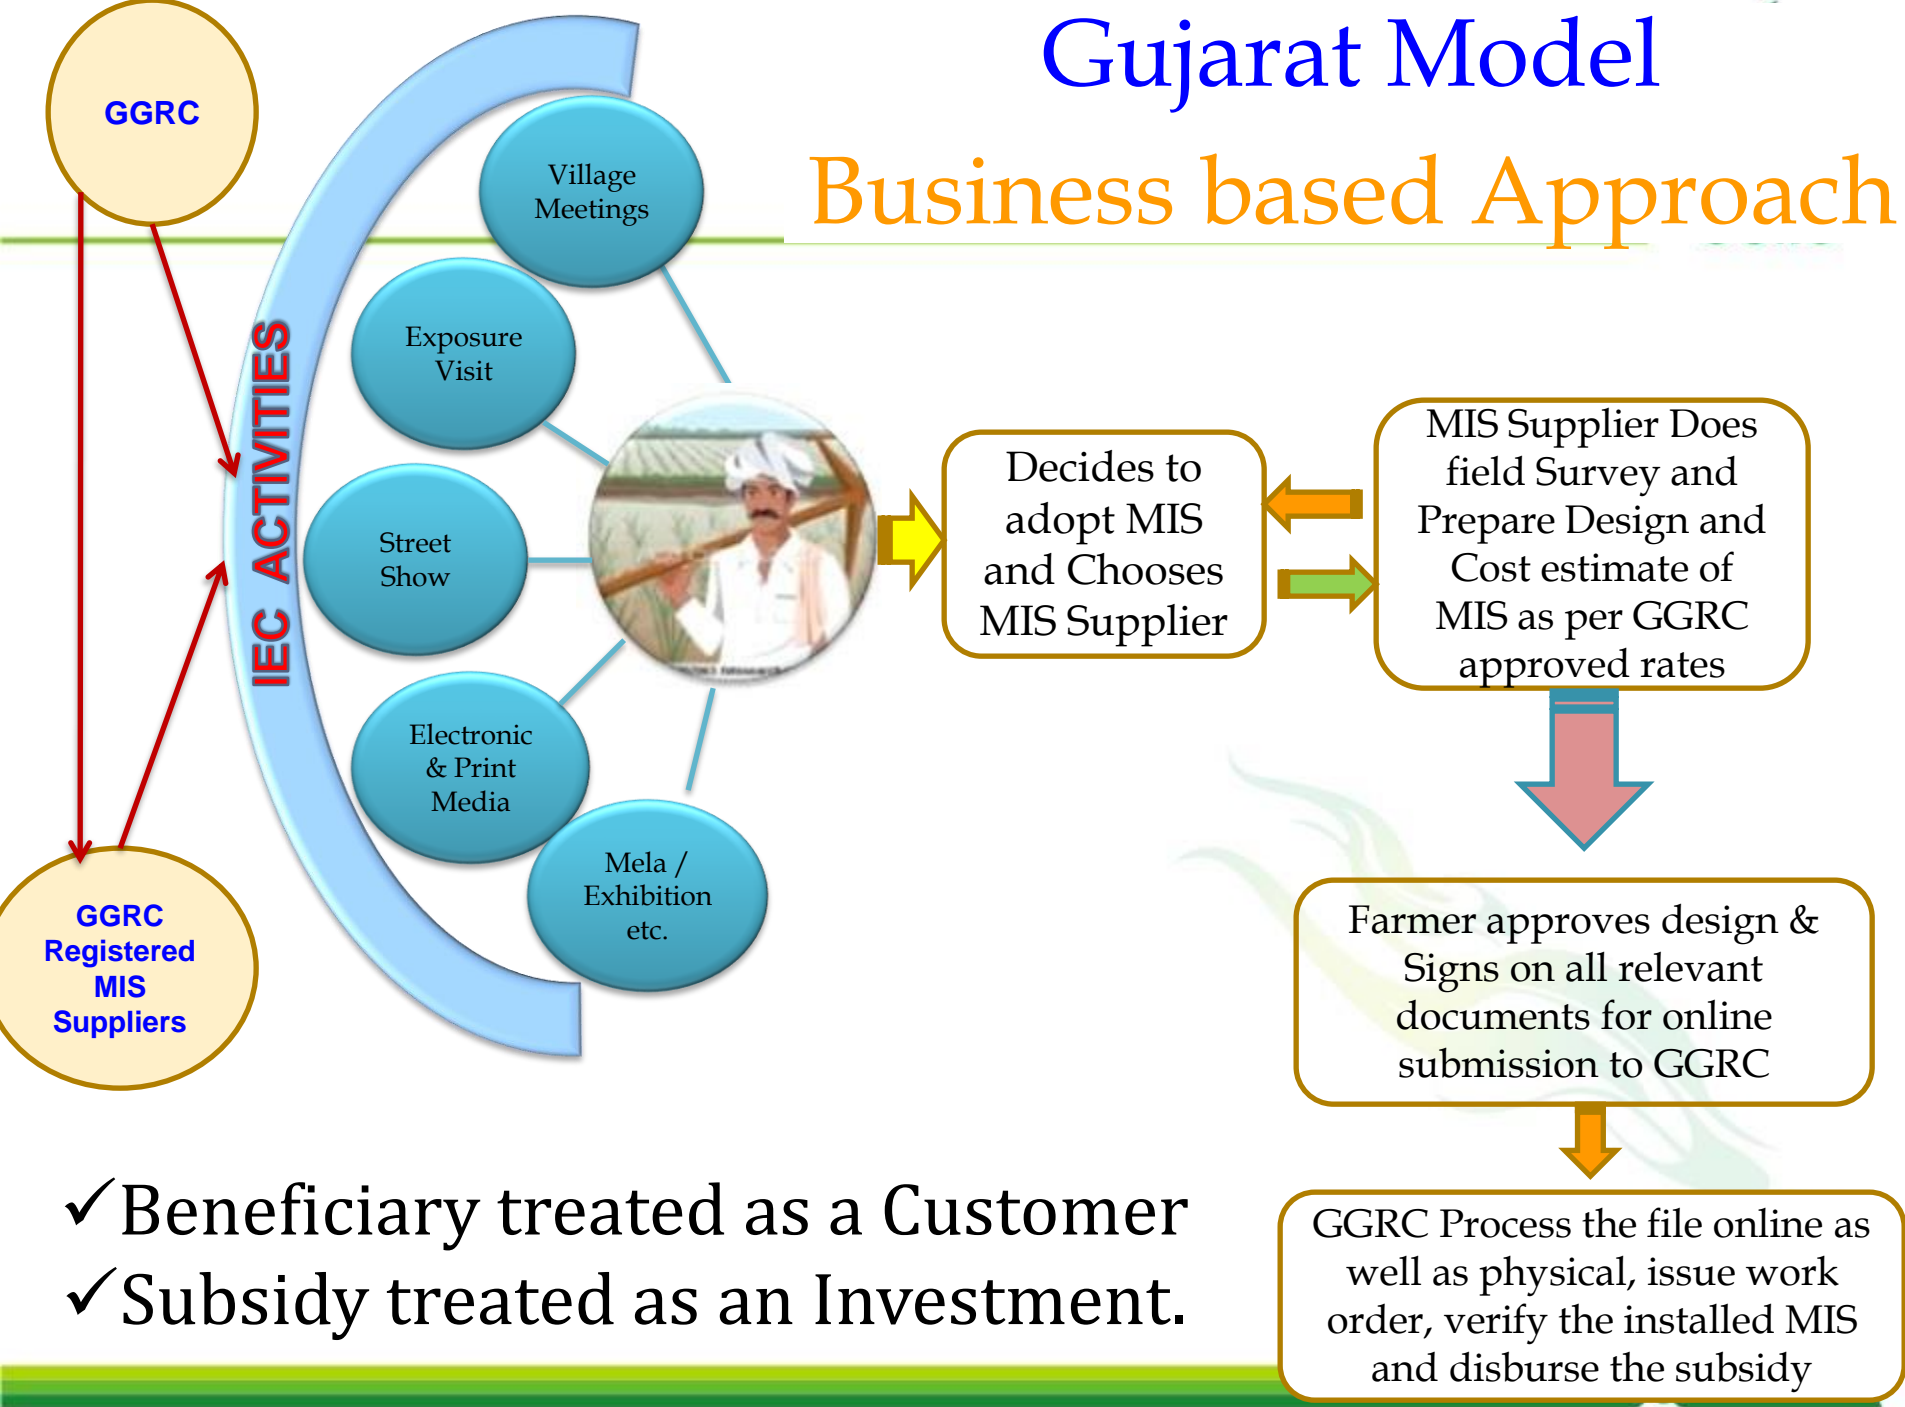 Gujarat Model
Business based Approach
GGRC
IEC ACTIVITIES
Village
Meetings
Exposure
Visit
Street
Show
Electronic
& Print
Media
Mela /
Exhibition
etc.
GGRC
Registered
MIS
Suppliers
Decides to
adopt MIS
and Chooses
MIS Supplier
MIS Supplier Does
field Survey and
Prepare Design and
Cost estimate of
MIS as per GGRC
approved rates
Farmer approves design &
Signs on all relevant
documents for online
submission to GGRC
GGRC Process the file online as
well as physical, issue work
order, verify the installed MIS
and disburse the subsidy
✓Beneficiary treated as a Customer
✓Subsidy treated as an Investment.